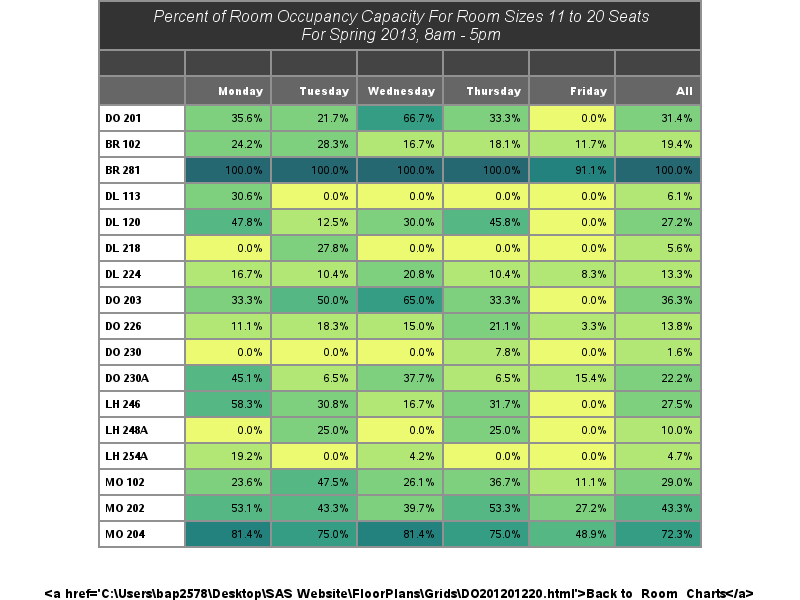 Percent of Room Occupancy Capacity For Room Sizes 11 to 20 Seats
For Spring 2013, 8am - 5pm
Monday Tuesday Wednesday Thursday Friday All
DO 201 35.6% 21.7% 66.7% 33.3% 0.0% 31.4%
BR 102 24.2% 28.3% 16.7% 18.1% 11.7% 19.4%
BR 281 100.0% 100.0% 100.0% 100.0% 91.1% 100.0%
DL 113 30.6% 0.0% 0.0% 0.0% 0.0% 6.1%
DL 120 47.8% 12.5% 30.0% 45.8% 0.0% 27.2%
DL 218 0.0% 27.8% 0.0% 0.0% 0.0% 5.6%
DL 224 16.7% 10.4% 20.8% 10.4% 8.3% 13.3%
DO 203 33.3% 50.0% 65.0% 33.3% 0.0% 36.3%
DO 226 11.1% 18.3% 15.0% 21.1% 3.3% 13.8%
DO 230 0.0% 0.0% 0.0% 7.8% 0.0% 1.6%
DO 230A 45.1% 6.5% 37.7% 6.5% 15.4% 22.2%
LH 246 58.3% 30.8% 16.7% 31.7% 0.0% 27.5%
LH 248A 0.0% 25.0% 0.0% 25.0% 0.0% 10.0%
LH 254A 19.2% 0.0% 4.2% 0.0% 0.0% 4.7%
MO 102 23.6% 47.5% 26.1% 36.7% 11.1% 29.0%
MO 202 53.1% 43.3% 39.7% 53.3% 27.2% 43.3%
MO 204 81.4% 75.0% 81.4% 75.0% 48.9% 72.3%
<a href='C:\Users\bap2578\Desktop\SAS Website\FloorPlans\Grids\DO201201220.html'>Back to Room Charts</a>